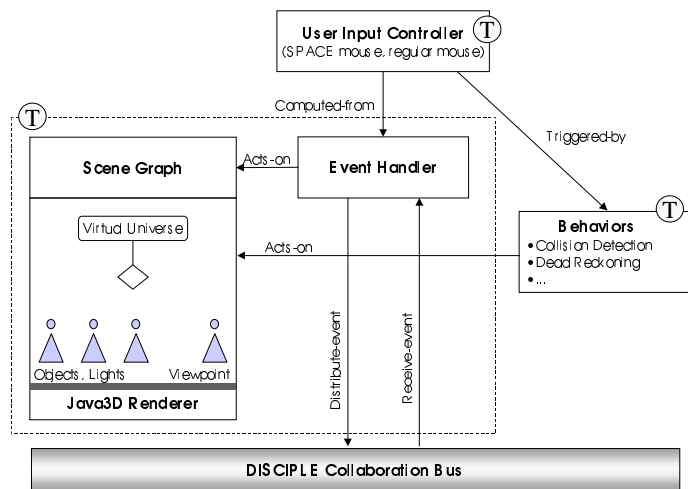 User Input Controller
(SPACE mouse, regular mouse)
T
Computed-from
T
Triggered-by
Scene Graph
Acts-on
Event Handler
T
Behaviors
• Collision Detection
• Dead Reckoning
• ...
Virtual Universe
Acts-on
Distribute-event
Receive-event
Objects, Lights
Viewpoint
Java3D Renderer
DISCIPLE Collaboration Bus